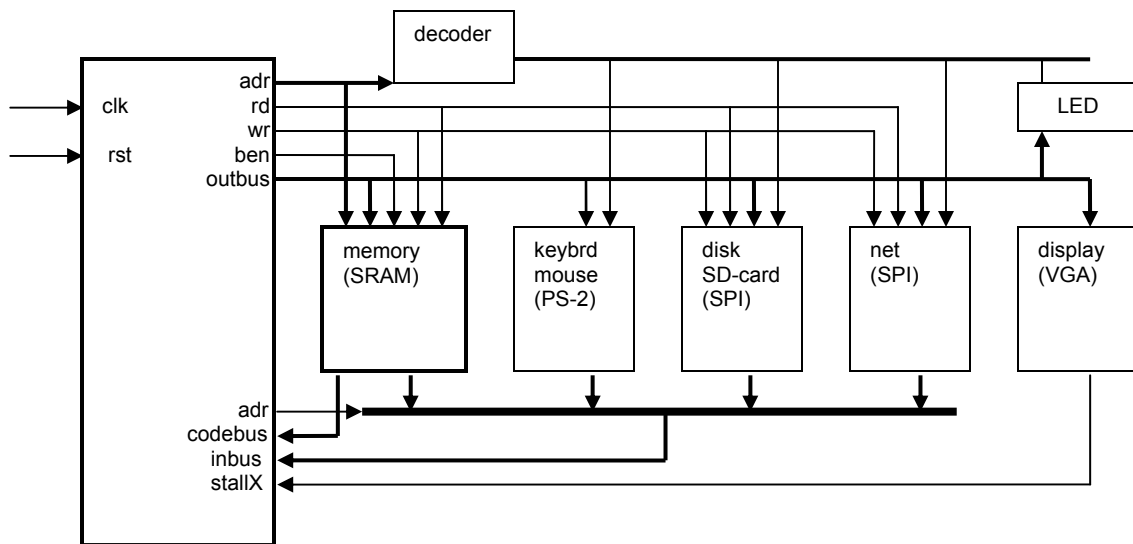 decoder
adr
clk
rd
LED
wr
rst
ben
outbus
memory
(SRAM)
keybrd
mouse
(PS-2)
disk
SD-card
(SPI)
net
(SPI)
display
(VGA)
adr
codebus
inbus
stallX